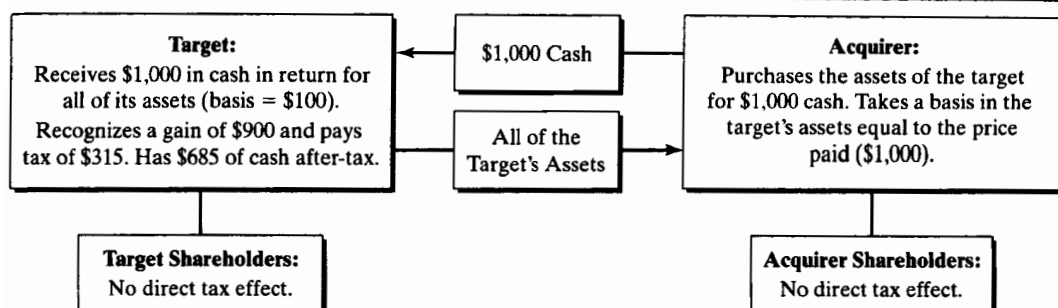 Target:
Receives $1,000 in cash in return for
all of its assets (basis = $100).
Recognizes a gain of $900 and pays
tax of $315. Has $685 of cash after-tax.
$1,000 Cash
All of the
Target's Assets
Acquirer:
Purchases the assets of the target
for $1,000 cash. Takes a basis in the
target's assets equal to the price
paid ($1,000).
Target Shareholders:
No direct tax effect.
Acquirer Shareholders:
No direct tax effect.